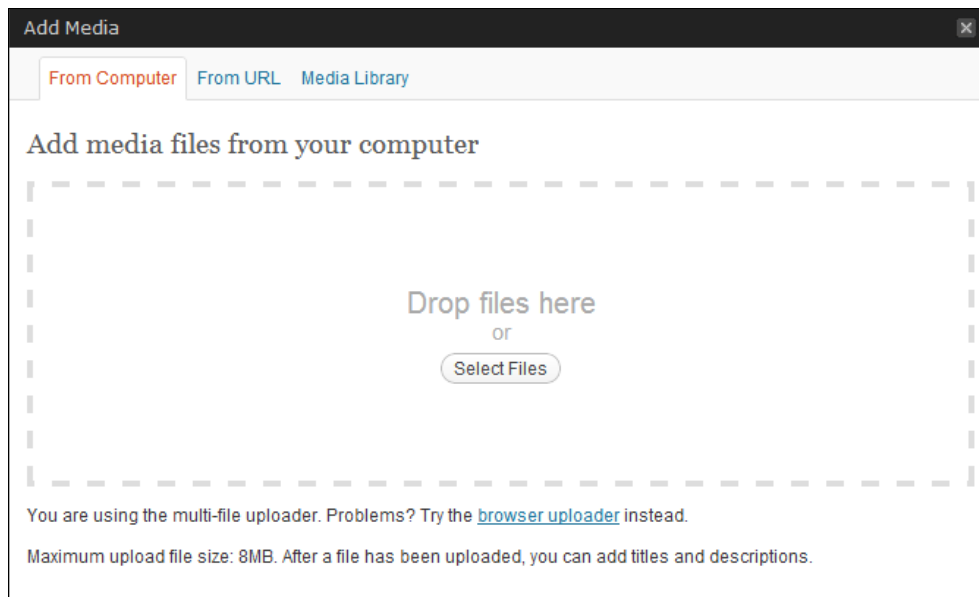 Add Media
From Computer From URL Media Library
Add media files from your computer
Drop files here
or
Select Files
You are using the multi-file uploader. Problems? Try the browser uploader instead.
Maximum upload file size: 8MB. After a file has been uploaded, you can add titles and descriptions.